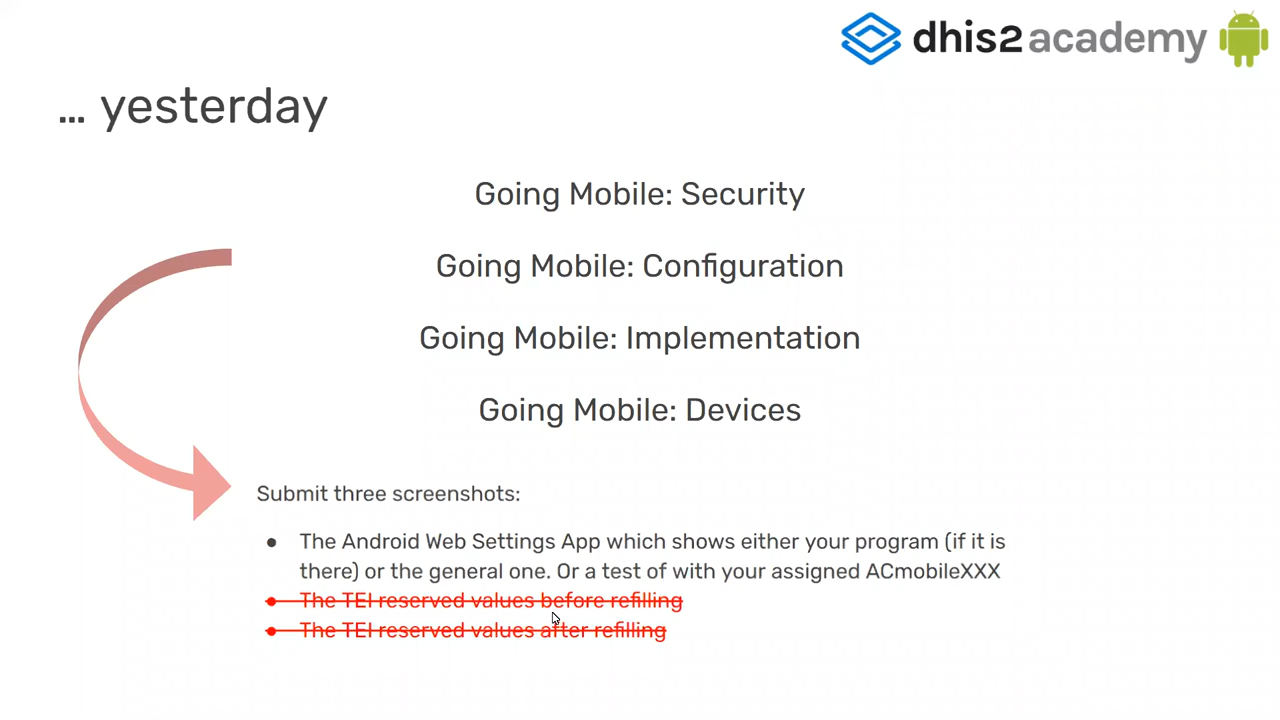 dhis2 academy
... yesterday
Going Mobile: Security
Going Mobile: Configuration
Going Mobile: Implementation
Going Mobile: Devices
Submit three screenshots:
● The Android Web Settings App which shows either your program (if it is
there) or the general one. Or a test of with your assigned ACmobileXXX
● The TEI reserved values before refilling
● The TEI reserved values after refilling